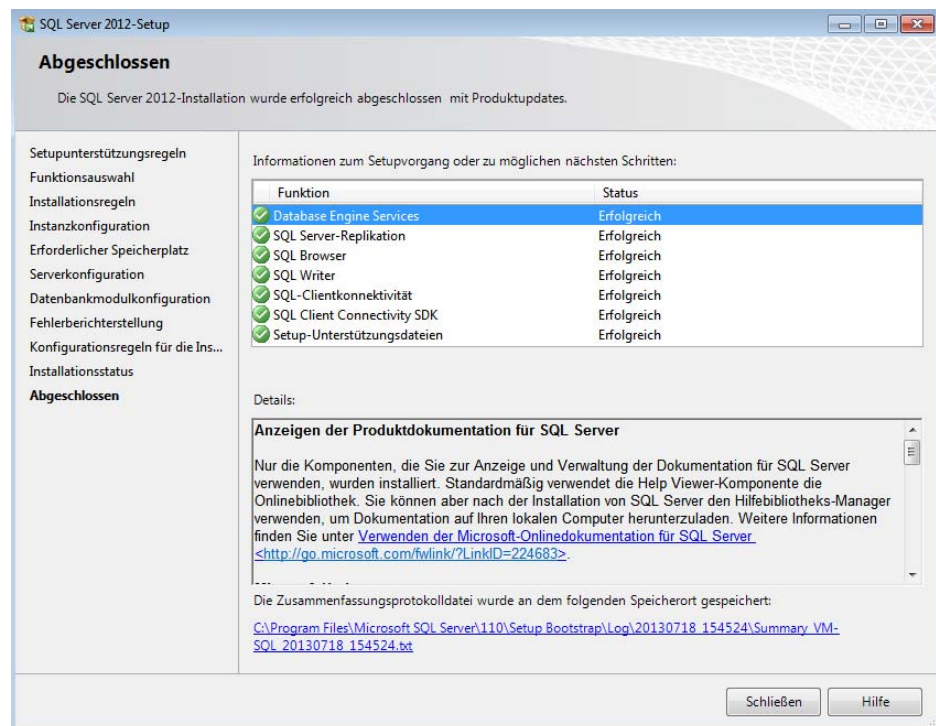 SQL Server 2012-Setup
Abgeschlossen
Die SQL Server 2012-Installation wurde erfolgreich abgeschlossen mit Produktupdates.
Setupunterstützungsregeln
Funktionsauswahl
Installationsregeln
Instanzkonfiguration
Erforderlicher Speicherplatz
Serverkonfiguration
Datenbankmodulkonfiguration
Fehlerberichterstellung
Konfigurationsregeln für die Ins...
Installationsstatus
Abgeschlossen
Informationen zum Setupvorgang oder zu möglichen nächsten Schritten:
Funktion Status
Database Engine Services Erfolgreich
SQL Server-Replikation Erfolgreich
SQL Browser Erfolgreich
SQL Writer Erfolgreich
SQL-Clientkonnektivität Erfolgreich
SQL Client Connectivity SDK Erfolgreich
Setup-Unterstützungsdateien Erfolgreich
Details:
Anzeigen der Produktdokumentation für SQL Server
Nur die Komponenten, die Sie zur Anzeige und Verwaltung der Dokumentation für SQL Server
verwenden, wurden installiert. Standardmäßig verwendet die Help Viewer-Komponente die
Onlinebibliothek. Sie können aber nach der Installation von SQL Server den Hilfebibliotheks-Manager
verwenden, um Dokumentation auf Ihren lokalen Computer herunterzuladen. Weitere Informationen
finden Sie unter Verwenden der Microsoft-Onlinedokumentation für SQL Server
<http://go.microsoft.com/fwlink/?LinkID=224683>.
Die Zusammenfassungsprotokolldatei wurde an dem folgenden Speicherort gespeichert:
C:\Program Files\Microsoft SQL Server\110\Setup Bootstrap\Log\20130718_154524\Summary_VM-
SQL_20130718_154524.txt
Schließen
Hilfe